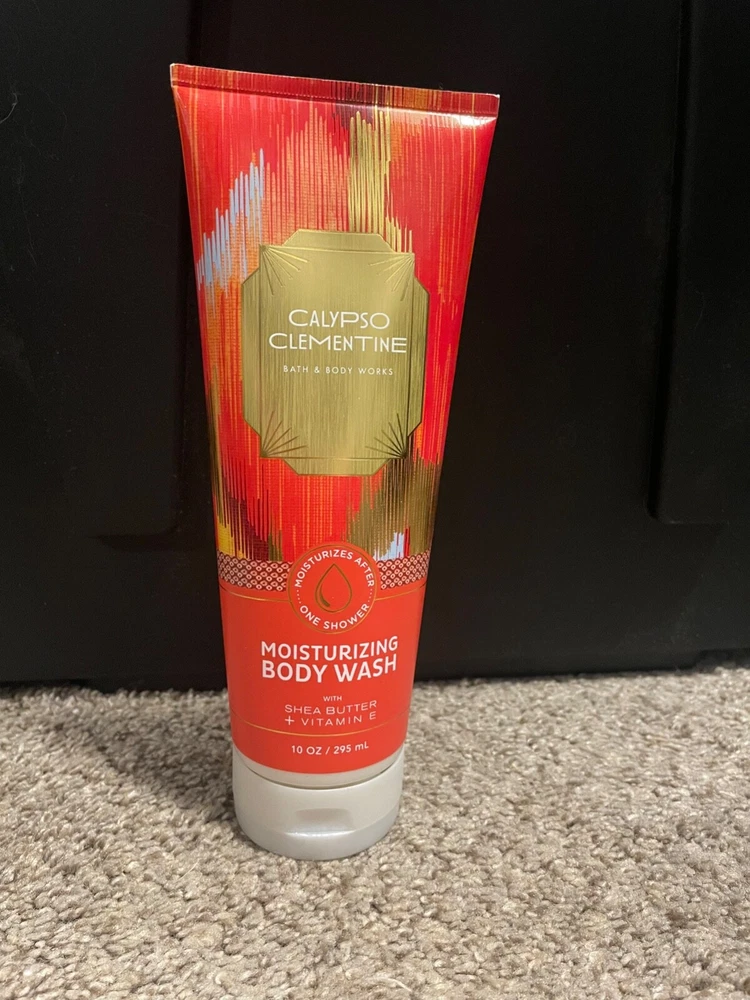 CALYPSO
CLEMENTINE
BATH & BODY WORKS
MOISTURIZES AFTER
ONE SHOWER
MOISTURIZING
BODY WASH
WITH
SHEA BUTTER
+ VITAMIN E
10 OZ / 295 mL